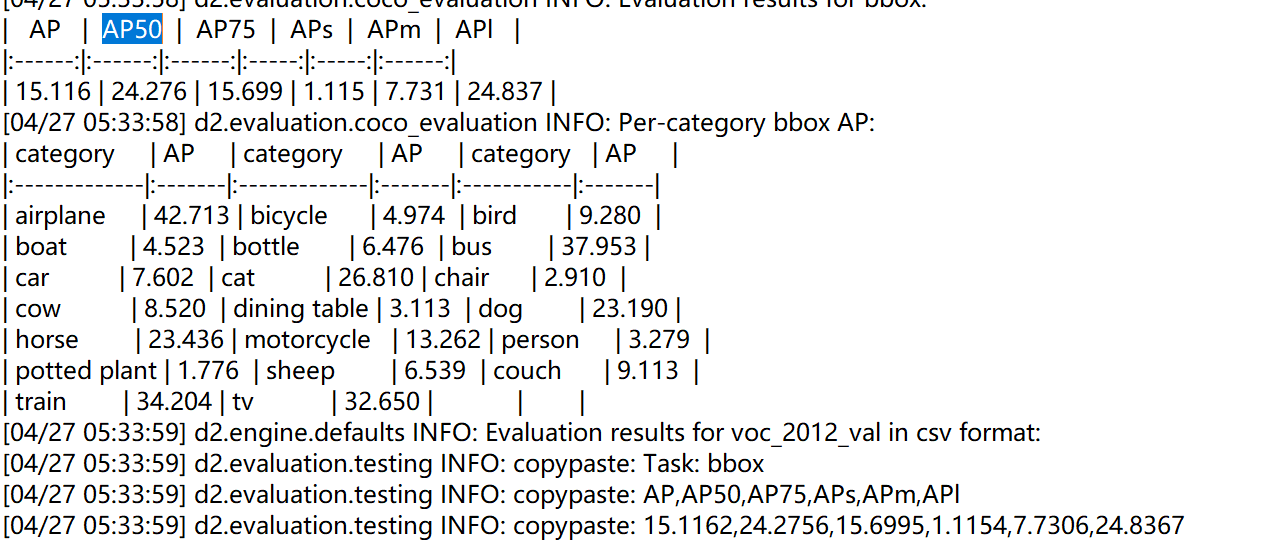 [04/27 05:33:58] d2.evaluation.coco_evaluation INFO: Evaluation results for bbox:
| AP | AP50 | AP75 | APs | APm | APl |
|:------:|:------:|:------:|:-----:|:-----:|:------:|
| 15.116 | 24.276 | 15.699 | 1.115 | 7.731 | 24.837 |
[04/27 05:33:58] d2.evaluation.coco_evaluation INFO: Per-category bbox AP:
| category | AP | category | AP | category | AP |
|:-------------|:-------|:-------------|:-------|:-----------|:-------|
| airplane | 42.713 | bicycle | 4.974 | bird | 9.280 |
| boat | 4.523 | bottle | 6.476 | bus | 37.953 |
| car | 7.602 | cat | 26.810 | chair | 2.910 |
| cow | 8.520 | dining table | 3.113 | dog | 23.190 |
| horse | 23.436 | motorcycle | 13.262 | person | 3.279 |
| potted plant | 1.776 | sheep | 6.539 | couch | 9.113 |
| train | 34.204 | tv | 32.650 | | |
[04/27 05:33:59] d2.engine.defaults INFO: Evaluation results for voc_2012_val in csv format:
[04/27 05:33:59] d2.evaluation.testing INFO: copypaste: Task: bbox
[04/27 05:33:59] d2.evaluation.testing INFO: copypaste: AP,AP50,AP75,APs,APm,APl
[04/27 05:33:59] d2.evaluation.testing INFO: copypaste: 15.1162,24.2756,15.6995,1.1154,7.7306,24.8367